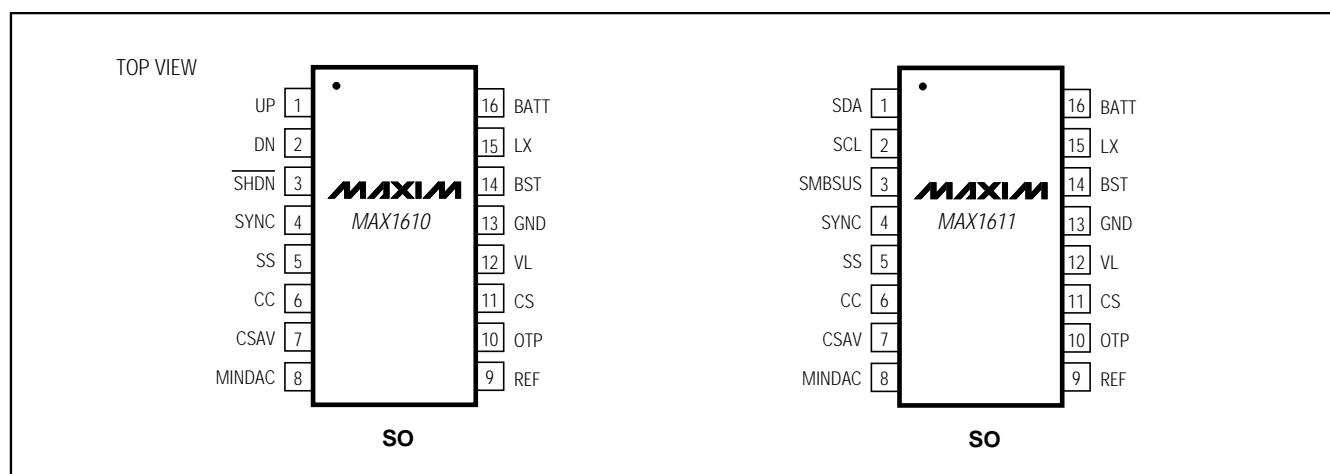 TOP VIEW
UP 1
DN 2
SHDN 3
SYNC 4
SS 5
CC 6
CSAV 7
MINDAC 8
MAXIM
MAX1610
16 BATT
15 LX
14 BST
13 GND
12 VL
11 CS
10 OTP
9 REF
SO
SDA 1
SCL 2
SMBSUS 3
SYNC 4
SS 5
CC 6
CSAV 7
MINDAC 8
MAXIM
MAX1611
16 BATT
15 LX
14 BST
13 GND
12 VL
11 CS
10 OTP
9 REF
SO